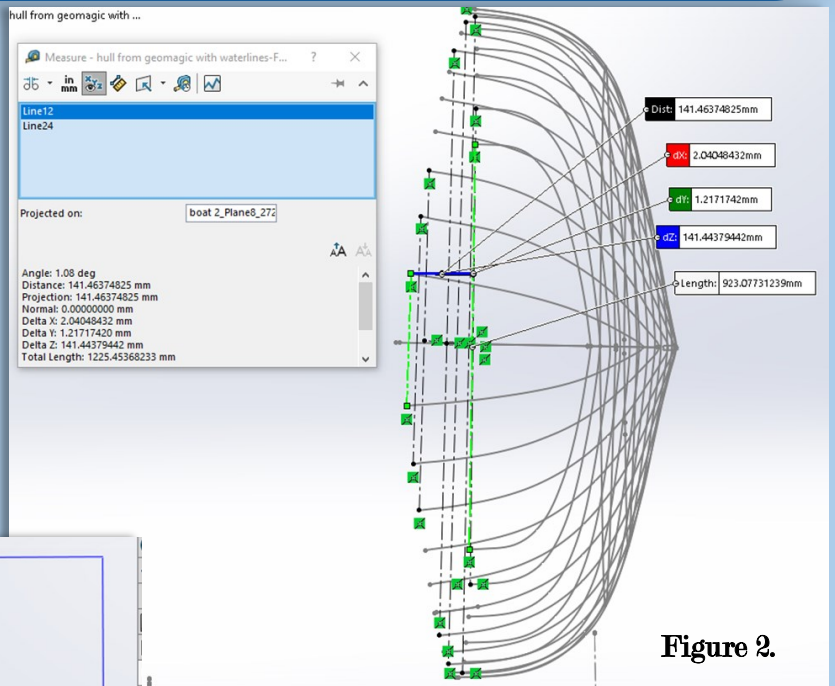 hull from geomagic with ...
Measure - hull from geomagic with waterlines-F...
?
in
mm
XYZ
Line12
Line24
Projected on:
boat 2_Plane8_272
AA
AA
Angle: 1.08 deg
Distance: 141.46374825 mm
Projection: 141.46374825 mm
Normal: 0.00000000 mm
Delta X: 2.04048432 mm
Delta Y: 1.21717420 mm
Delta Z: 141.44379442 mm
Total Length: 1225.45368233 mm
Dist: 141.46374825mm
dX: 2.04048432mm
dY: 1.2171742mm
dZ: 141.44379442mm
Length: 923.07731239mm
Figure 2.